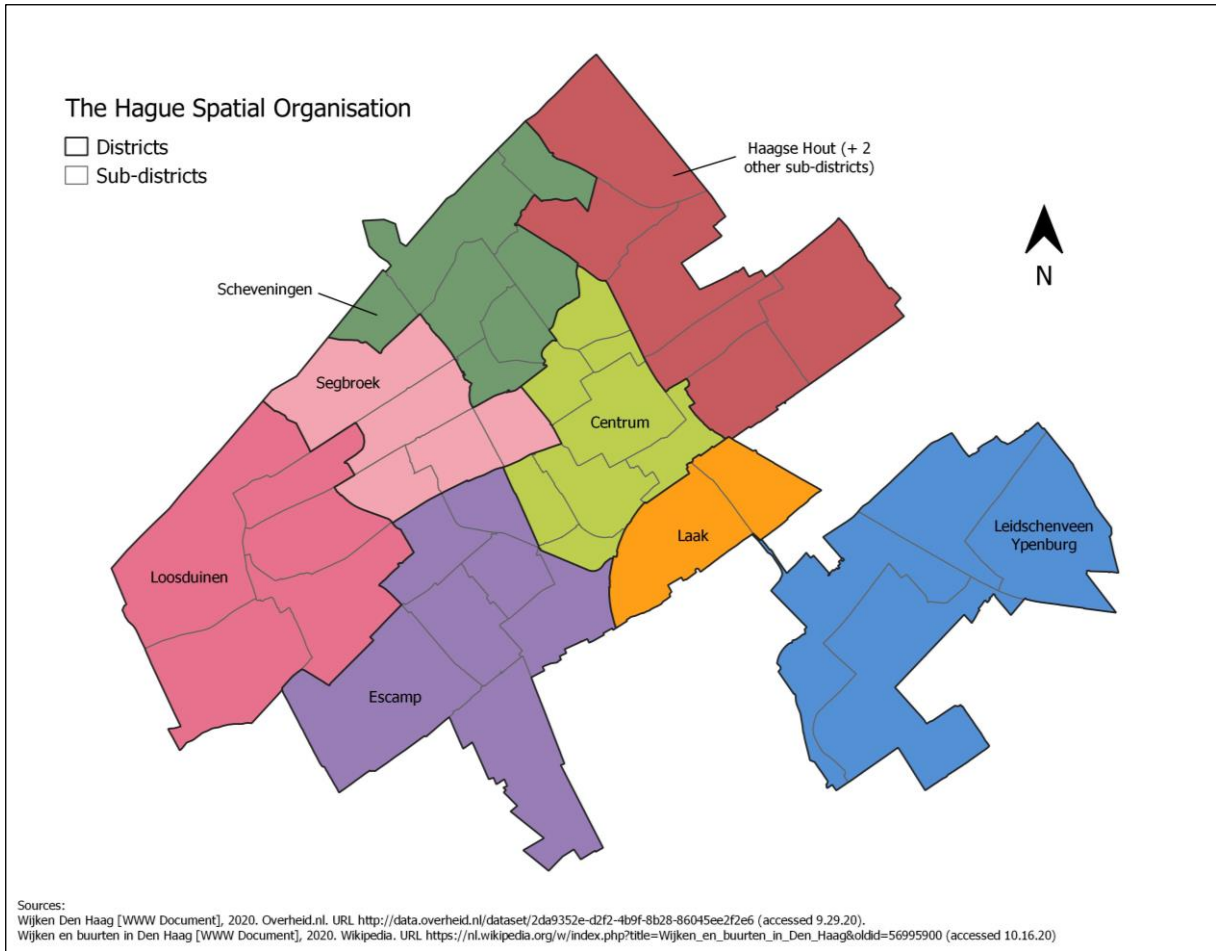 The Hague Spatial Organisation
Districts
Sub-districts
Haagse Hout (+ 2
other sub-districts)
N
Scheveningen
Segbroek
Centrum
Laak
Leidschenveen
Ypenburg
Loosduinen
Escamp
Sources:
Wijken Den Haag [WWW Document], 2020. Overheid.nl. URL http://data.overheid.nl/dataset/2da9352e-d2f2-4b9f-8b28-86045ee2f2e6 (accessed 9.29.20).
Wijken en buurten in Den Haag [WWW Document], 2020. Wikipedia. URL https://nl.wikipedia.org/w/index.php?title=Wijken_en_buurten_in_Den_Haag&oldid=56995900 (accessed 10.16.20)